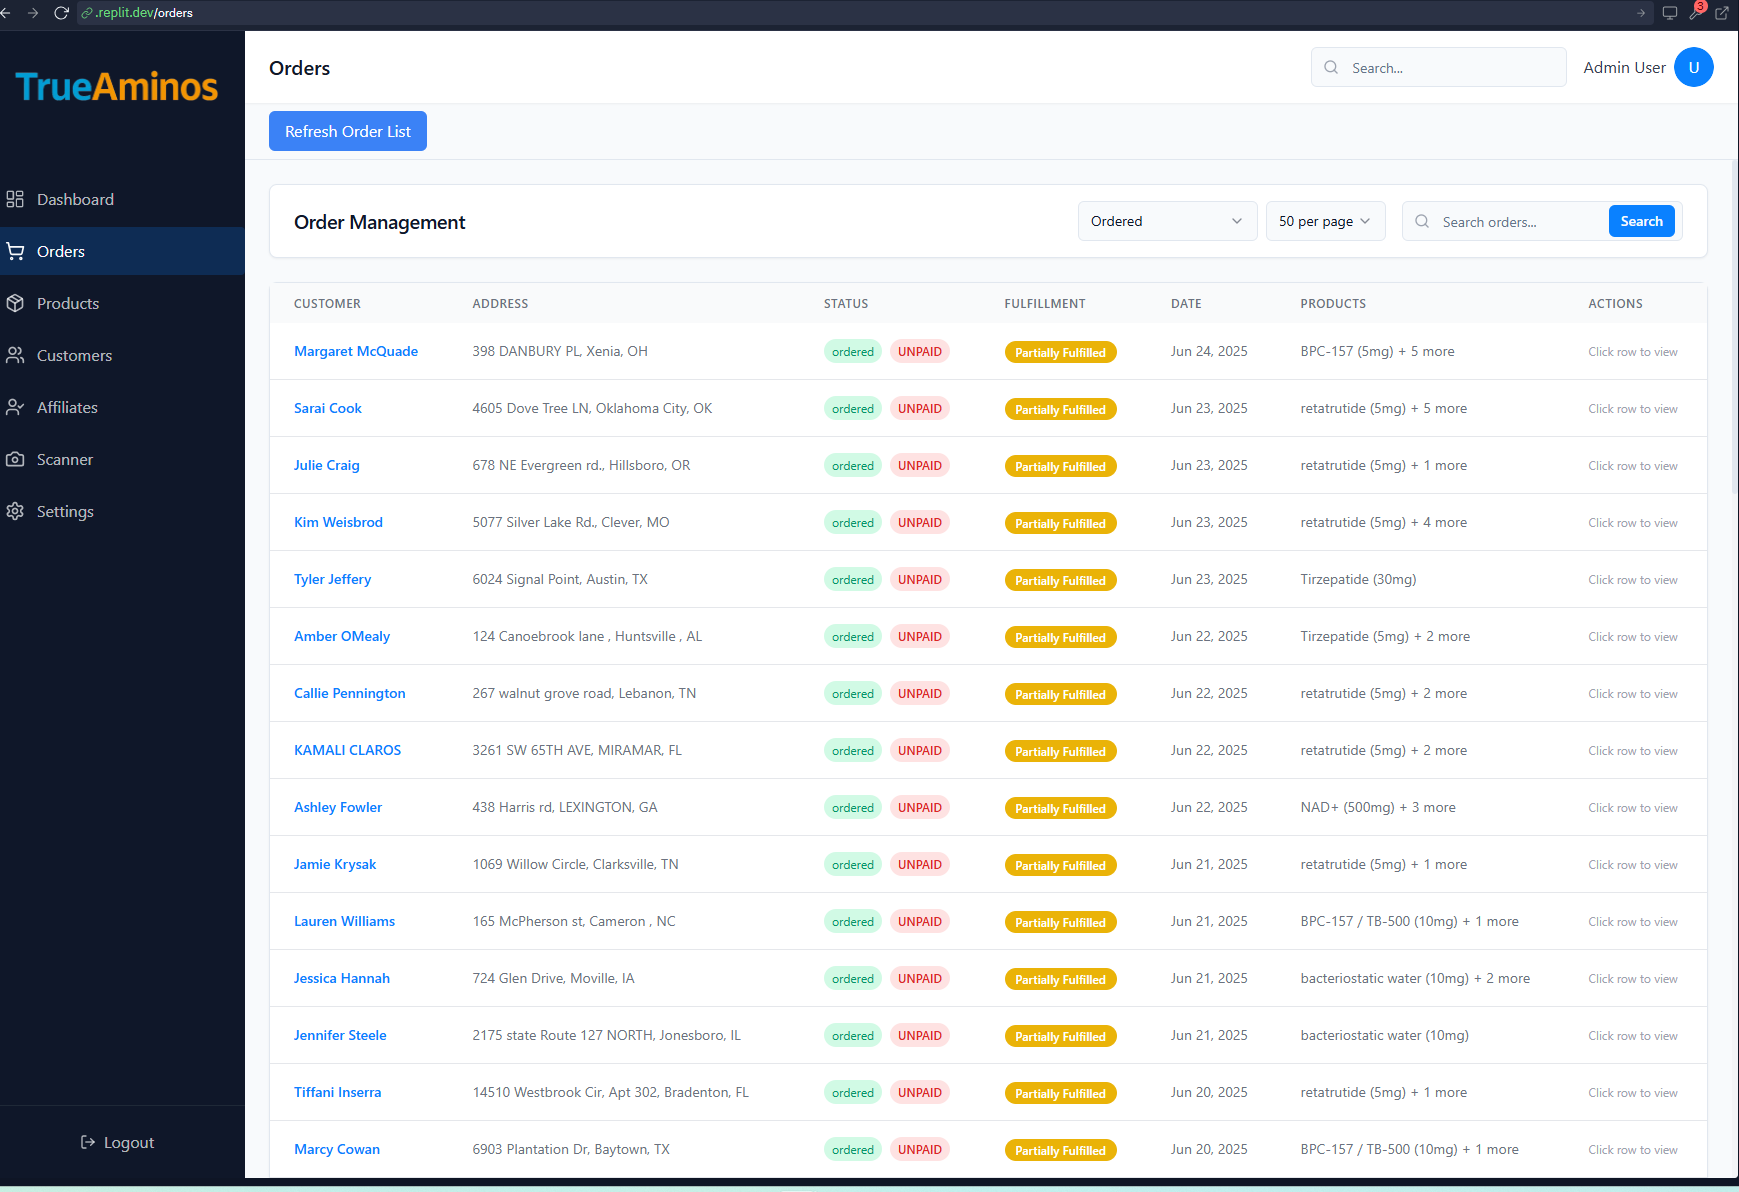 .replit.dev/orders
3
TrueAminos
Orders
Search...
Admin User
U
Refresh Order List
Dashboard
Orders
Products
Customers
Affiliates
Scanner
Settings
Logout
Order Management
Ordered
50 per page
Search orders...
Search
CUSTOMER ADDRESS STATUS FULFILLMENT DATE PRODUCTS ACTIONS
Margaret McQuade 398 DANBURY PL, Xenia, OH ordered UNPAID Partially Fulfilled Jun 24, 2025 BPC-157 (5mg) + 5 more Click row to view
Sarai Cook 4605 Dove Tree LN, Oklahoma City, OK ordered UNPAID Partially Fulfilled Jun 23, 2025 retatrutide (5mg) + 5 more Click row to view
Julie Craig 678 NE Evergreen rd., Hillsboro, OR ordered UNPAID Partially Fulfilled Jun 23, 2025 retatrutide (5mg) + 1 more Click row to view
Kim Weisbrod 5077 Silver Lake Rd., Clever, MO ordered UNPAID Partially Fulfilled Jun 23, 2025 retatrutide (5mg) + 4 more Click row to view
Tyler Jeffery 6024 Signal Point, Austin, TX ordered UNPAID Partially Fulfilled Jun 23, 2025 Tirzepatide (30mg) Click row to view
Amber OMealy 124 Canoebrook lane , Huntsville , AL ordered UNPAID Partially Fulfilled Jun 22, 2025 Tirzepatide (5mg) + 2 more Click row to view
Callie Pennington 267 walnut grove road, Lebanon, TN ordered UNPAID Partially Fulfilled Jun 22, 2025 retatrutide (5mg) + 2 more Click row to view
KAMALI CLAROS 3261 SW 65TH AVE, MIRAMAR, FL ordered UNPAID Partially Fulfilled Jun 22, 2025 retatrutide (5mg) + 2 more Click row to view
Ashley Fowler 438 Harris rd, LEXINGTON, GA ordered UNPAID Partially Fulfilled Jun 22, 2025 NAD+ (500mg) + 3 more Click row to view
Jamie Krysak 1069 Willow Circle, Clarksville, TN ordered UNPAID Partially Fulfilled Jun 21, 2025 retatrutide (5mg) + 1 more Click row to view
Lauren Williams 165 McPherson st, Cameron , NC ordered UNPAID Partially Fulfilled Jun 21, 2025 BPC-157 / TB-500 (10mg) + 1 more Click row to view
Jessica Hannah 724 Glen Drive, Moville, IA ordered UNPAID Partially Fulfilled Jun 21, 2025 bacteriostatic water (10mg) + 2 more Click row to view
Jennifer Steele 2175 state Route 127 NORTH, Jonesboro, IL ordered UNPAID Partially Fulfilled Jun 21, 2025 bacteriostatic water (10mg) Click row to view
Tiffani Inserra 14510 Westbrook Cir, Apt 302, Bradenton, FL ordered UNPAID Partially Fulfilled Jun 20, 2025 retatrutide (5mg) + 1 more Click row to view
Marcy Cowan 6903 Plantation Dr, Baytown, TX ordered UNPAID Partially Fulfilled Jun 20, 2025 BPC-157 / TB-500 (10mg) + 1 more Click row to view